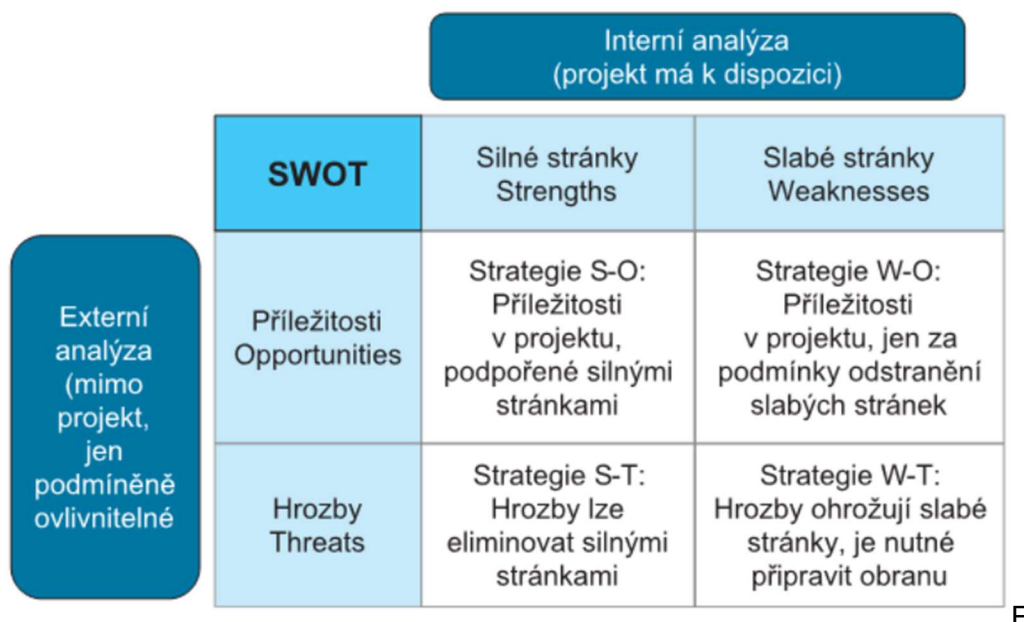 Interní analýza
(projekt má k dispozici)
SWOT
Silné stránky
Strengths
Slabé stránky
Weaknesses
Externí
analýza
(mimo
projekt,
jen
podmíněně
ovlivnitelné
Příležitosti
Opportunities
Strategie S-O:
Příležitosti
v projektu,
podpořené silnými
stránkami
Strategie W-O:
Příležitosti
v projektu, jen za
podmínky odstranění
slabých stránek
Hrozby
Threats
Strategie S-T:
Hrozby lze
eliminovat silnými
stránkami
Strategie W-T:
Hrozby ohrožují slabé
stránky, je nutné
připravit obranu